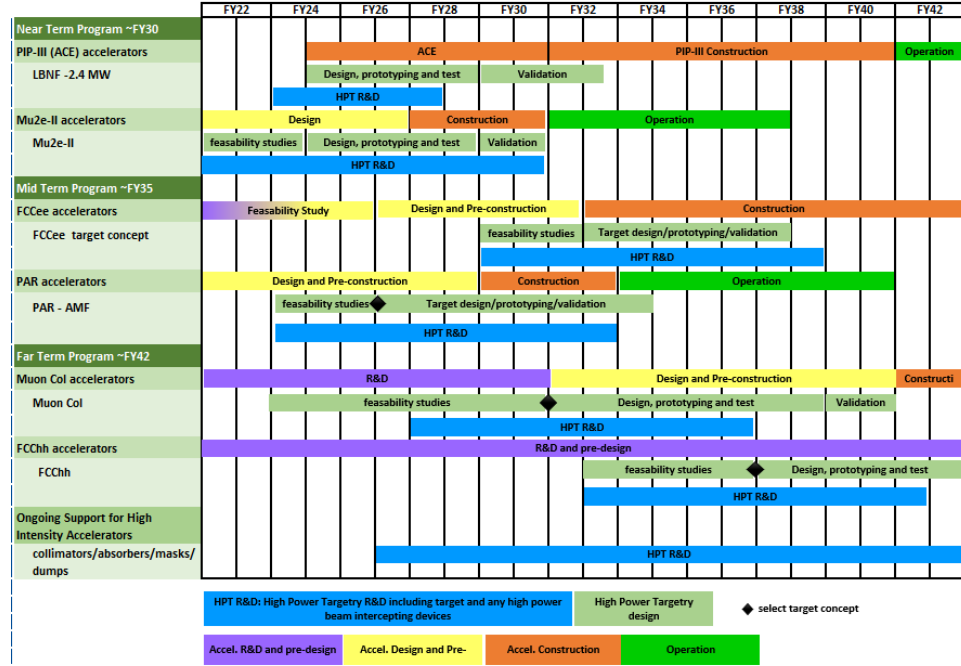 FY22 FY24 FY26 FY28 FY30 FY32 FY34 FY36 FY38 FY40 FY42
Near Term Program ~FY30
PIP-III (ACE) accelerators ACE PIP-III Construction Operation
LBNF -2.4 MW Design, prototyping and test Validation
HPT R&D
Mu2e-II accelerators Design Construction Operation
Mu2e-II feasability studies Design, prototyping and test Validation
HPT R&D
Mid Term Program ~FY35
FCCee accelerators Feasability Study Design and Pre-construction Construction
FCCee target concept feasability studies Target design/prototyping/validation
HPT R&D
PAR accelerators Design and Pre-construction Construction Operation
PAR - AMF feasability studies Target design/prototyping/validation
HPT R&D
Far Term Program ~FY42
Muon Col accelerators R&D Design and Pre-construction Constructi
Muon Col feasability studies Design, prototyping and test Validation
HPT R&D
FCChh accelerators R&D and pre-design
FCChh feasability studies Design, prototyping and test
HPT R&D
Ongoing Support for High
Intensity Accelerators
collimators/absorbers/masks/ HPT R&D
dumps
HPT R&D: High Power Targetry R&D including target and any high power
beam intercepting devices
High Power Targetry
design
select target concept
Accel. R&D and pre-design Accel. Design and Pre- Accel. Construction Operation